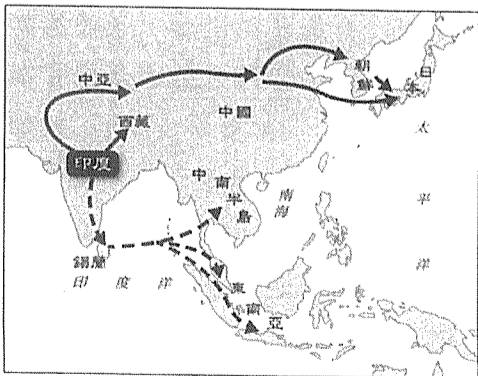 中亞
西藏
印度
中國
朝鮮
日本
太平洋
南海
中南半島
錫蘭
印度洋
東南亞